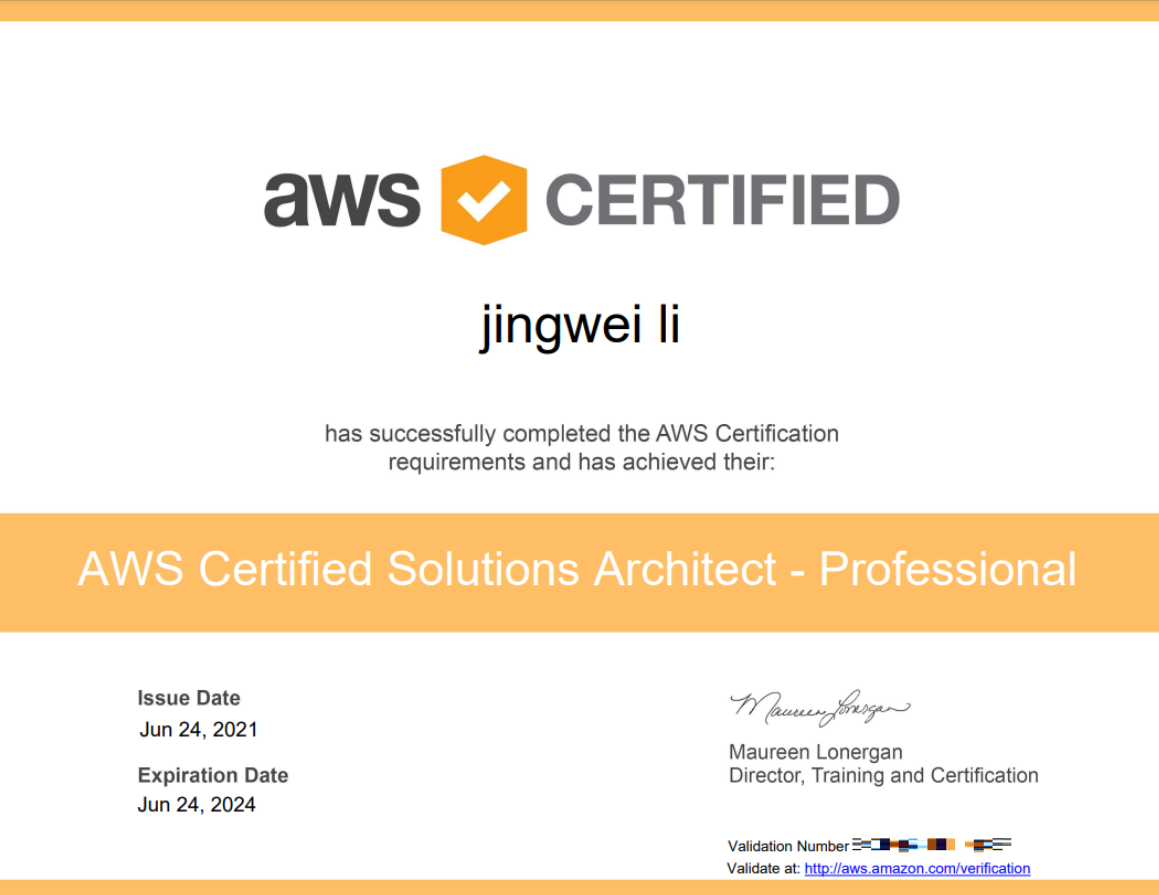 aws CERTIFIED
jingwei li
has successfully completed the AWS Certification
requirements and has achieved their:
AWS Certified Solutions Architect - Professional
Issue Date
Jun 24, 2021
Expiration Date
Jun 24, 2024
Maureen Lonergan
Maureen Lonergan
Director, Training and Certification
Validation Number
Validate at: http://aws.amazon.com/verification